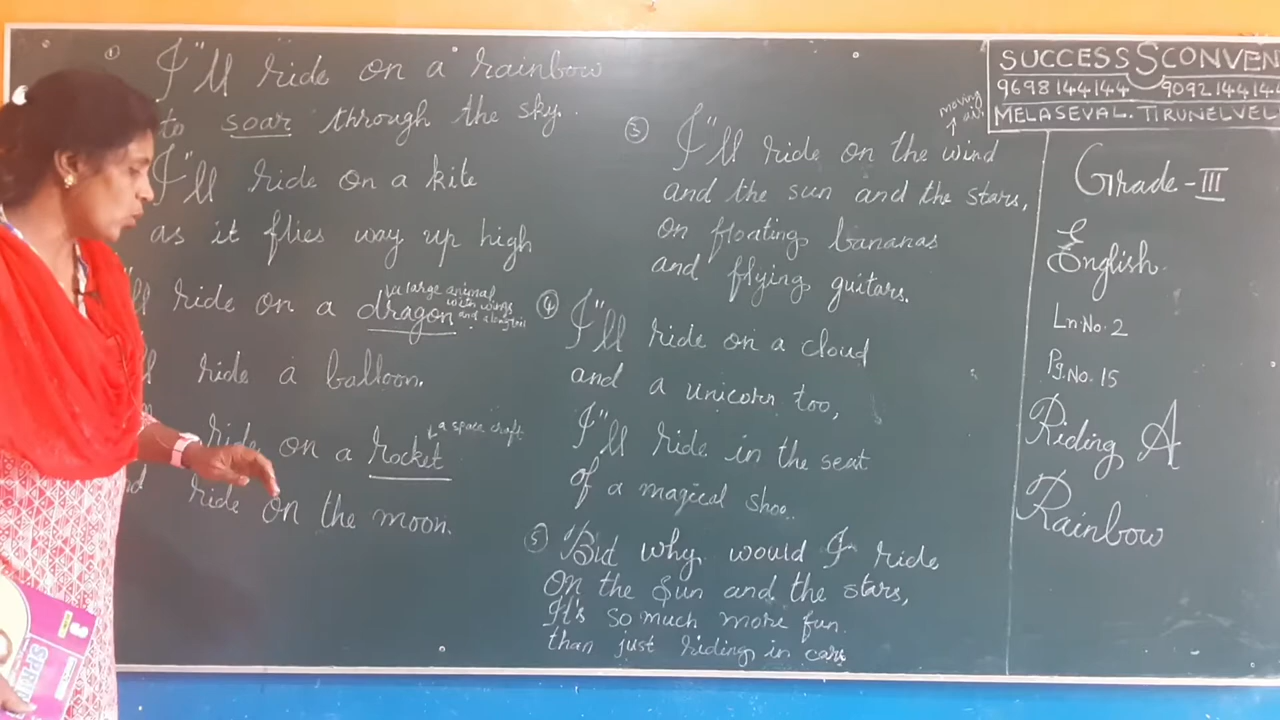 ① I"ll ride on a rainbow
to soar through the sky.
I"ll ride on a kite
as it flies way up high
ride on a dragon
a large animal
with wings
and a long tail
ride a balloon.
ride on a rocket
a space craft
ride on the moon.
③ I"ll ride on the wind
moving
air
and the sun and the stars,
on floating bananas
and flying guitars.
④ I"ll ride on a cloud
and a unicorn too,
I"ll ride in the seat
of a magical shoe.
⑤ But why would I ride
On the Sun and the stars,
It's so much more fun
than just riding in cars
SUCCESS S CONVEN
9698144144 9092144144
MELASEVAL. TIRUNELVEL
Grade - III
English.
Ln.No. 2
Pg.No. 15
Riding A
Rainbow
3
SPRI